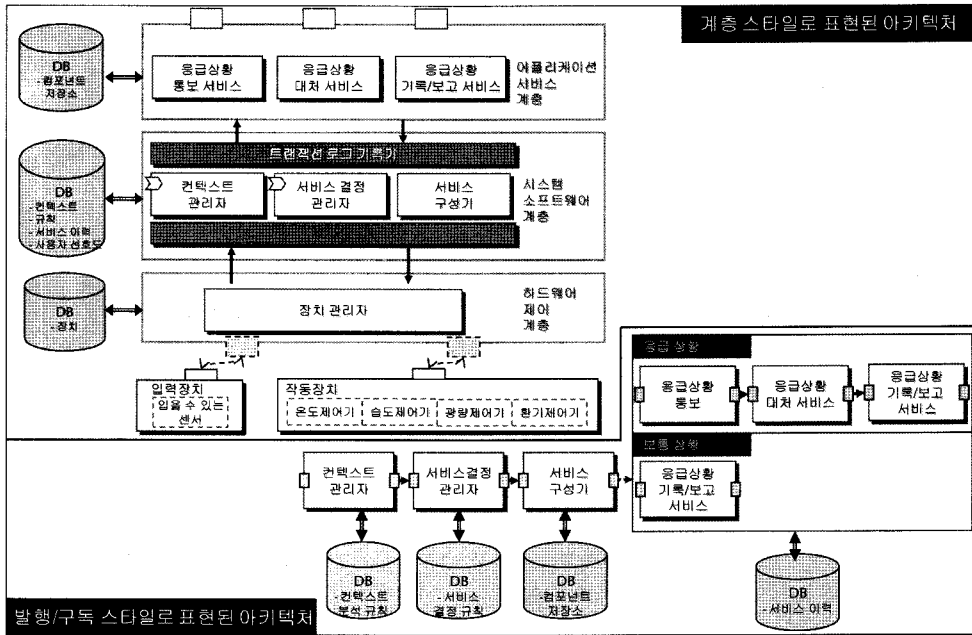 계층 스타일로 표현된 아키텍처
DB
- 컴포넌트
저장소
응급상황
통보 서비스
응급상황
대처 서비스
응급상황
기록/보고 서비스
어플리케이션
서비스
계층
트랜잭션 로그 기록기
DB
- 컨텍스트
규칙
- 서비스 이력
- 사용자 선호도
컨텍스트
관리자
서비스 결정
관리자
서비스
구성기
시스템
소프트웨어
계층
DB
- 장치
장치 관리자
하드웨어
제어
계층
입력장치
입을 수 있는
센서
작동장치
온도제어기
습도제어기
광량제어기
환기제어기
응급 상황
응급상황
통보
응급상황
대처 서비스
응급상황
기록/보고
서비스
보통 상황
응급상황
기록/보고
서비스
컨텍스트
관리자
서비스결정
관리자
서비스
구성기
DB
- 컨텍스트
분석 규칙
DB
- 서비스
결정 규칙
DB
- 컴포넌트
저장소
DB
- 서비스 이력
발행/구독 스타일로 표현된 아키텍처